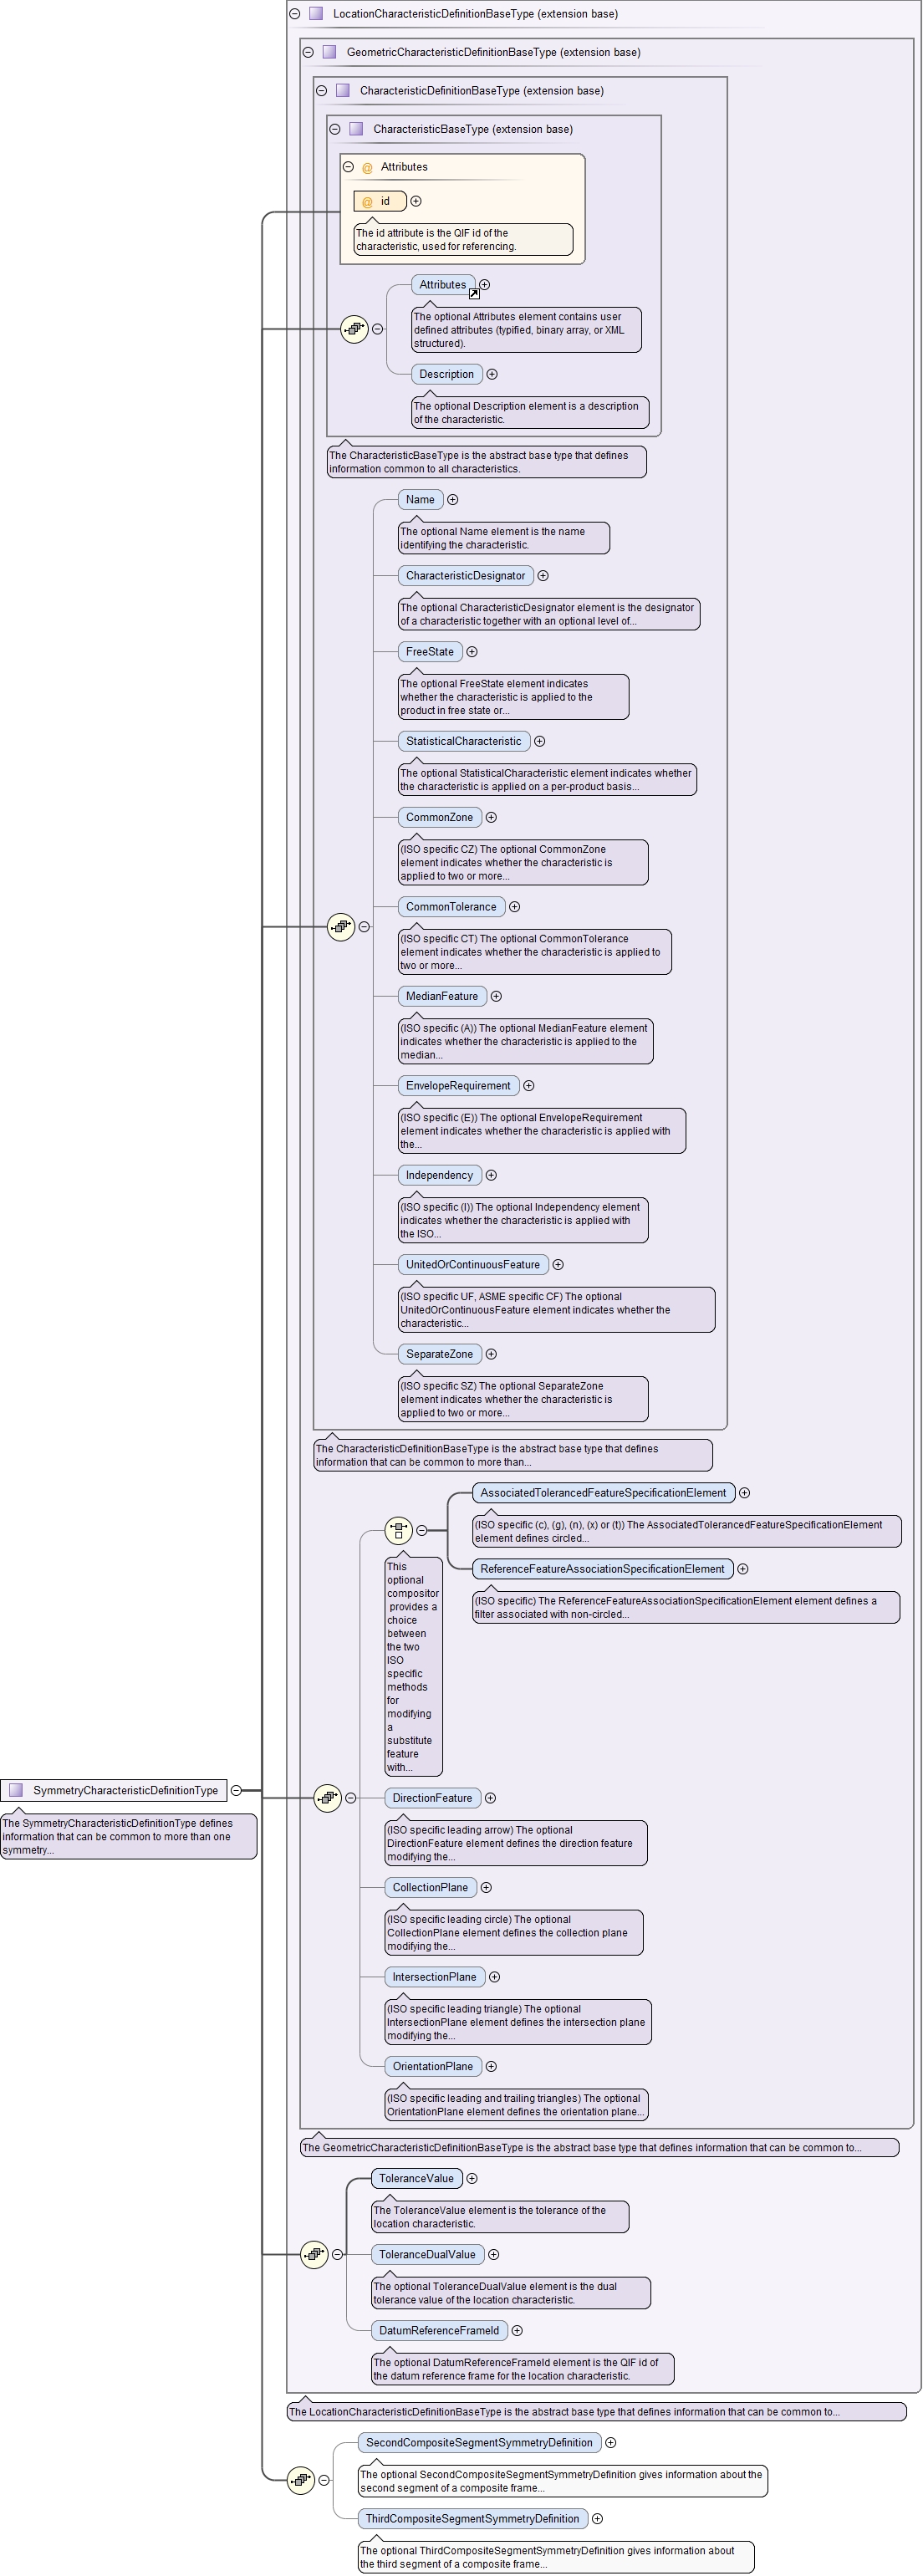 LocationCharacteristicDefinitionBaseType (extension base)
GeometricCharacteristicDefinitionBaseType (extension base)
CharacteristicDefinitionBaseType (extension base)
CharacteristicBaseType (extension base)
@ Attributes
@ id
The id attribute is the QIF id of the
characteristic, used for referencing.
Attributes
The optional Attributes element contains user
defined attributes (typified, binary array, or XML
structured).
Description
The optional Description element is a description
of the characteristic.
The CharacteristicBaseType is the abstract base type that defines
information common to all characteristics.
Name
The optional Name element is the name
identifying the characteristic.
CharacteristicDesignator
The optional CharacteristicDesignator element is the designator
of a characteristic together with an optional level of...
FreeState
The optional FreeState element indicates
whether the characteristic is applied to the
product in free state or...
StatisticalCharacteristic
The optional StatisticalCharacteristic element indicates whether
the characteristic is applied on a per-product basis...
CommonZone
(ISO specific CZ) The optional CommonZone
element indicates whether the characteristic is
applied to two or more...
CommonTolerance
(ISO specific CT) The optional CommonTolerance
element indicates whether the characteristic is applied to
two or more...
MedianFeature
(ISO specific (A)) The optional MedianFeature element
indicates whether the characteristic is applied to the
median...
EnvelopeRequirement
(ISO specific (E)) The optional EnvelopeRequirement
element indicates whether the characteristic is applied with
the...
Independency
(ISO specific (I)) The optional Independency element
indicates whether the characteristic is applied with
the ISO...
UnitedOrContinuousFeature
(ISO specific UF, ASME specific CF) The optional
UnitedOrContinuousFeature element indicates whether the
characteristic...
SeparateZone
(ISO specific SZ) The optional SeparateZone
element indicates whether the characteristic is
applied to two or more...
The CharacteristicDefinitionBaseType is the abstract base type that defines
information that can be common to more than...
AssociatedTolerancedFeatureSpecificationElement
(ISO specific (c), (g), (n), (x) or (t)) The AssociatedTolerancedFeatureSpecificationElement
element defines circled...
ReferenceFeatureAssociationSpecificationElement
(ISO specific) The ReferenceFeatureAssociationSpecificationElement element defines a
filter associated with non-circled...
This
optional
compositor
provides a
choice
between
the two
ISO
specific
methods
for
modifying
a
substitute
feature
with...
SymmetryCharacteristicDefinitionType
The SymmetryCharacteristicDefinitionType defines
information that can be common to more than one
symmetry...
DirectionFeature
(ISO specific leading arrow) The optional
DirectionFeature element defines the direction feature
modifying the...
CollectionPlane
(ISO specific leading circle) The optional
CollectionPlane element defines the collection plane
modifying the...
IntersectionPlane
(ISO specific leading triangle) The optional
IntersectionPlane element defines the intersection plane
modifying the...
OrientationPlane
(ISO specific leading and trailing triangles) The optional
OrientationPlane element defines the orientation plane...
The GeometricCharacteristicDefinitionBaseType is the abstract base type that defines information that can be common to...
ToleranceValue
The ToleranceValue element is the tolerance of the
location characteristic.
ToleranceDualValue
The optional ToleranceDualValue element is the dual
tolerance value of the location characteristic.
DatumReferenceFrameId
The optional DatumReferenceFrameId element is the QIF id of
the datum reference frame for the location characteristic.
The LocationCharacteristicDefinitionBaseType is the abstract base type that defines information that can be common to...
SecondCompositeSegmentSymmetryDefinition
The optional SecondCompositeSegmentSymmetryDefinition gives information about the
second segment of a composite frame...
ThirdCompositeSegmentSymmetryDefinition
The optional ThirdCompositeSegmentSymmetryDefinition gives information about
the third segment of a composite frame...